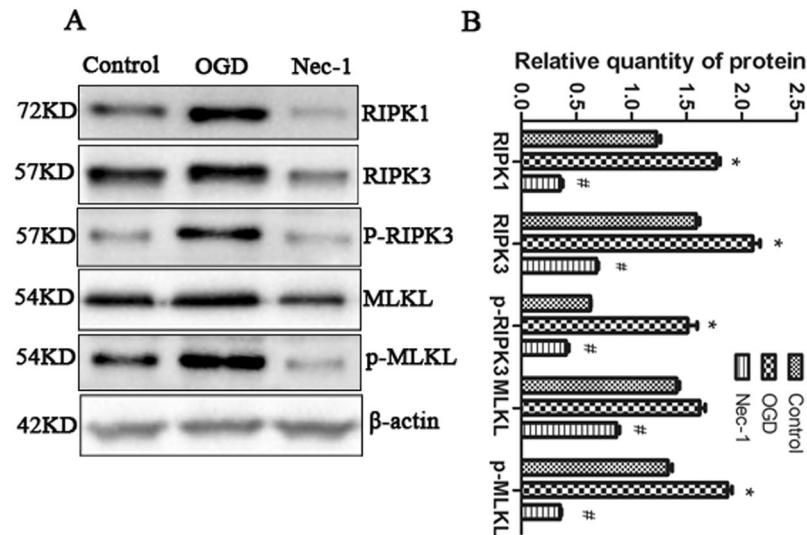 A
Control OGD Nec-1
72KD RIPK1
57KD RIPK3
57KD P-RIPK3
54KD MLKL
54KD p-MLKL
42KD β-actin
B
Relative quantity of protein
0.0 0.5 1.0 1.5 2.0 2.5
RIPK1
*
#
RIPK3
*
#
p-RIPK3
*
#
MLKL
#
p-MLKL
*
#
Control
OGD
Nec-1